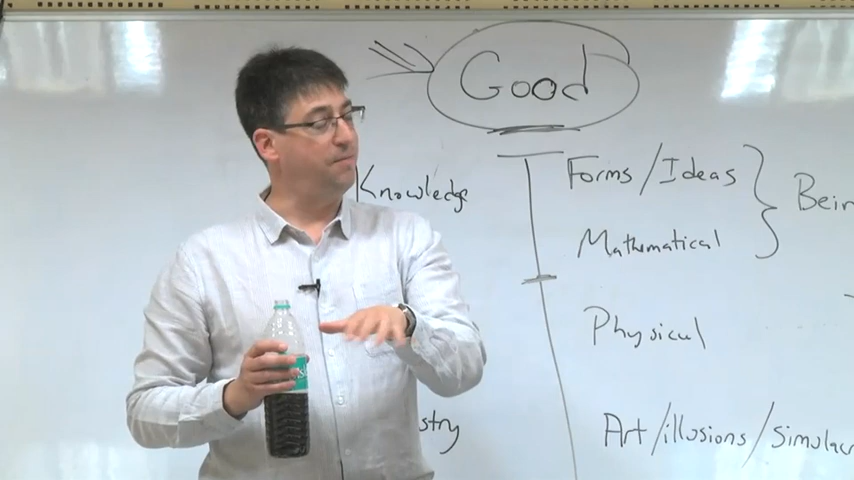 Good
Knowledge
Forms/Ideas
Mathematical
Physical
Art/illusions/